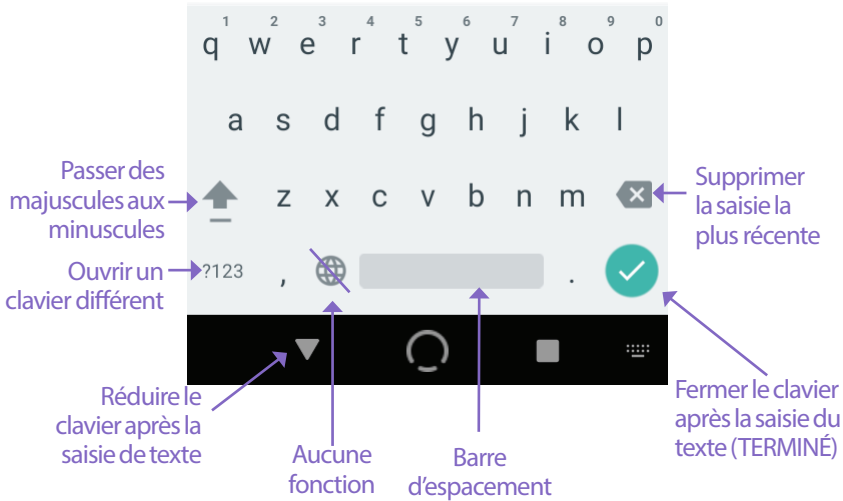 1 2 3 4 5 6 7 8 9 0
q w e r t y u i o p
a s d f g h j k l
Passer des
majuscules aux
minuscules
z x c v b n m
Supprimer
la saisie la
plus récente
Ouvrir un
clavier différent
?123 , .
Réduire le
clavier après la
saisie de texte
Aucune
fonction
Barre
d'espacement
Fermer le clavier
après la saisie du
texte (TERMINÉ)